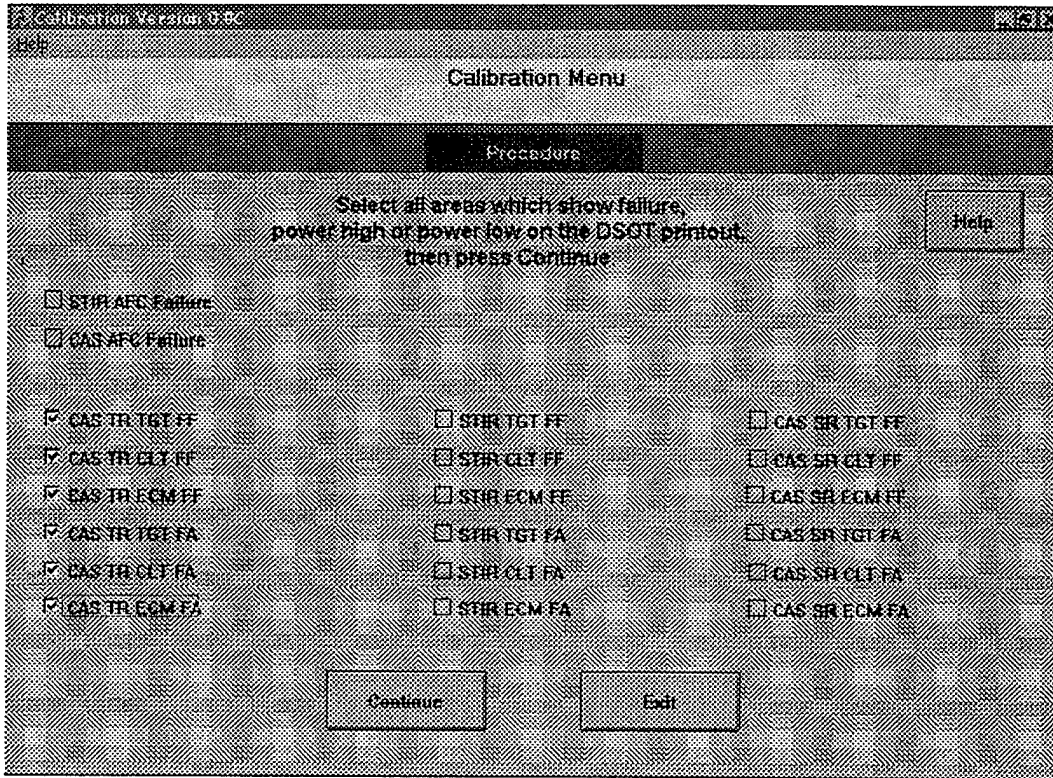 Calibration Version 0.8C
Help
Calibration Menu
Procedure
Select all areas which show failure,
power high or power low on the DSOT printout,
then press Continue
Help
STIR AFC Failure
CAS AFC Failure
CAS TR TGT FF
STIR TGT FF
CAS SR TGT FF
CAS TR CLT FF
STIR CLT FF
CAS SR CLT FF
CAS TR ECM FF
STIR ECM FF
CAS SR ECM FF
CAS TR TGT FA
STIR TGT FA
CAS SR TGT FA
CAS TR CLT FA
STIR CLT FA
CAS SR CLT FA
CAS TR ECM FA
STIR ECM FA
CAS SR ECM FA
Continue
Exit